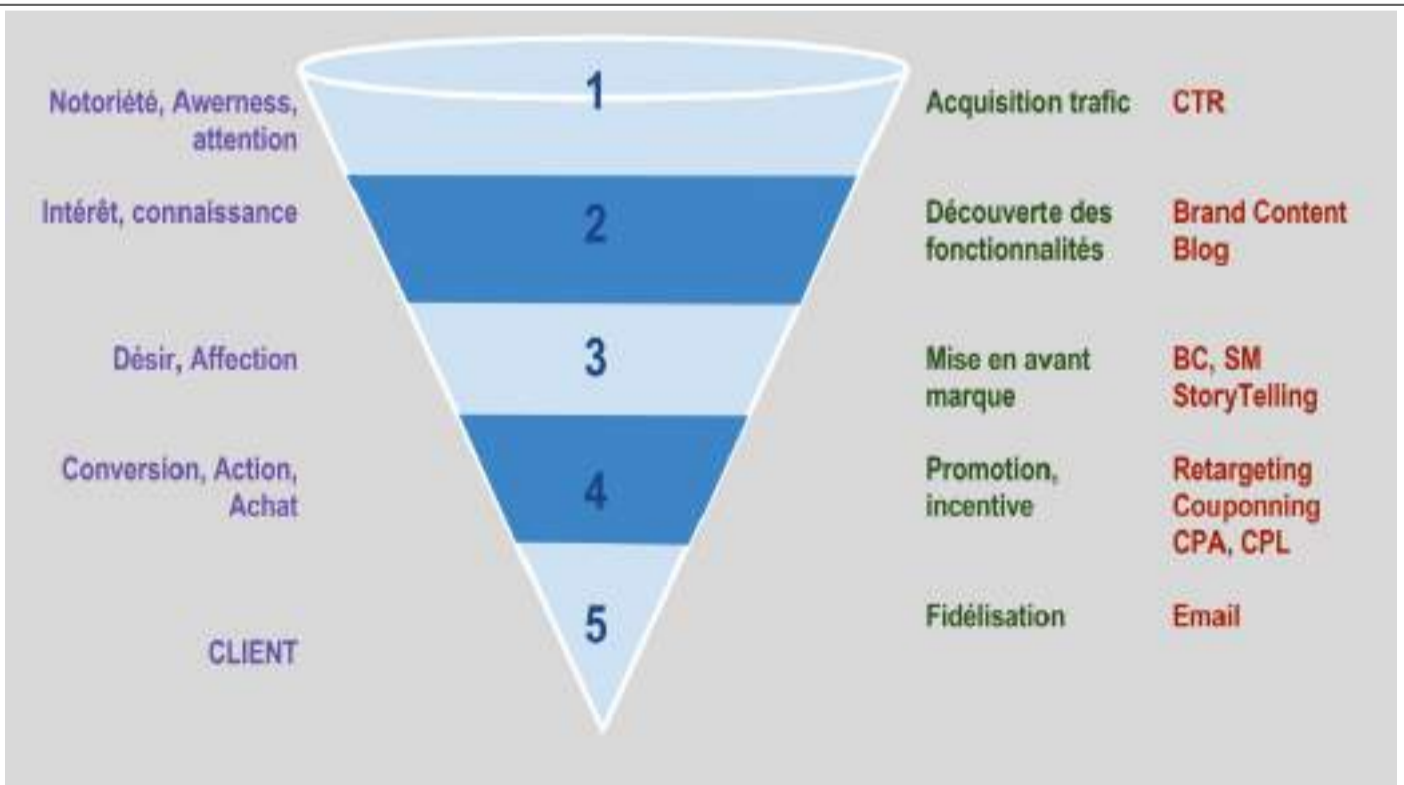 Notoriété, Awerness,
attention
1
Acquisition trafic
CTR
Intérêt, connaissance
2
Découverte des
fonctionnalités
Brand Content
Blog
Désir, Affection
3
Mise en avant
marque
BC, SM
StoryTelling
Conversion, Action,
Achat
4
Promotion,
incentive
Retargeting
Couponning
CPA, CPL
CLIENT
5
Fidélisation
Email